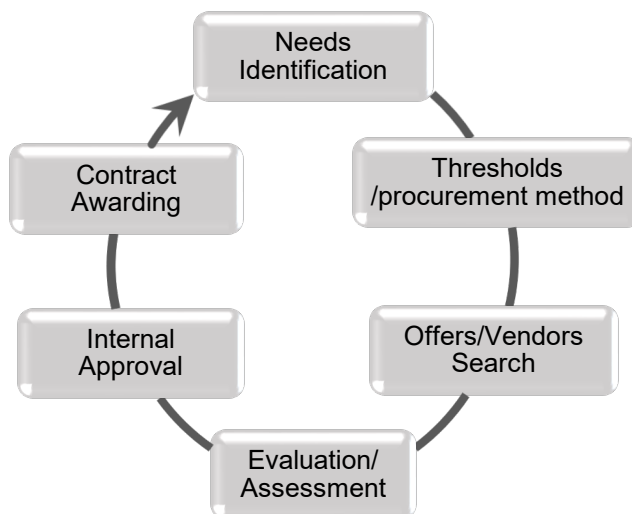 Needs
Identification
Thresholds
/procurement method
Offers/Vendors
Search
Evaluation/
Assessment
Internal
Approval
Contract
Awarding